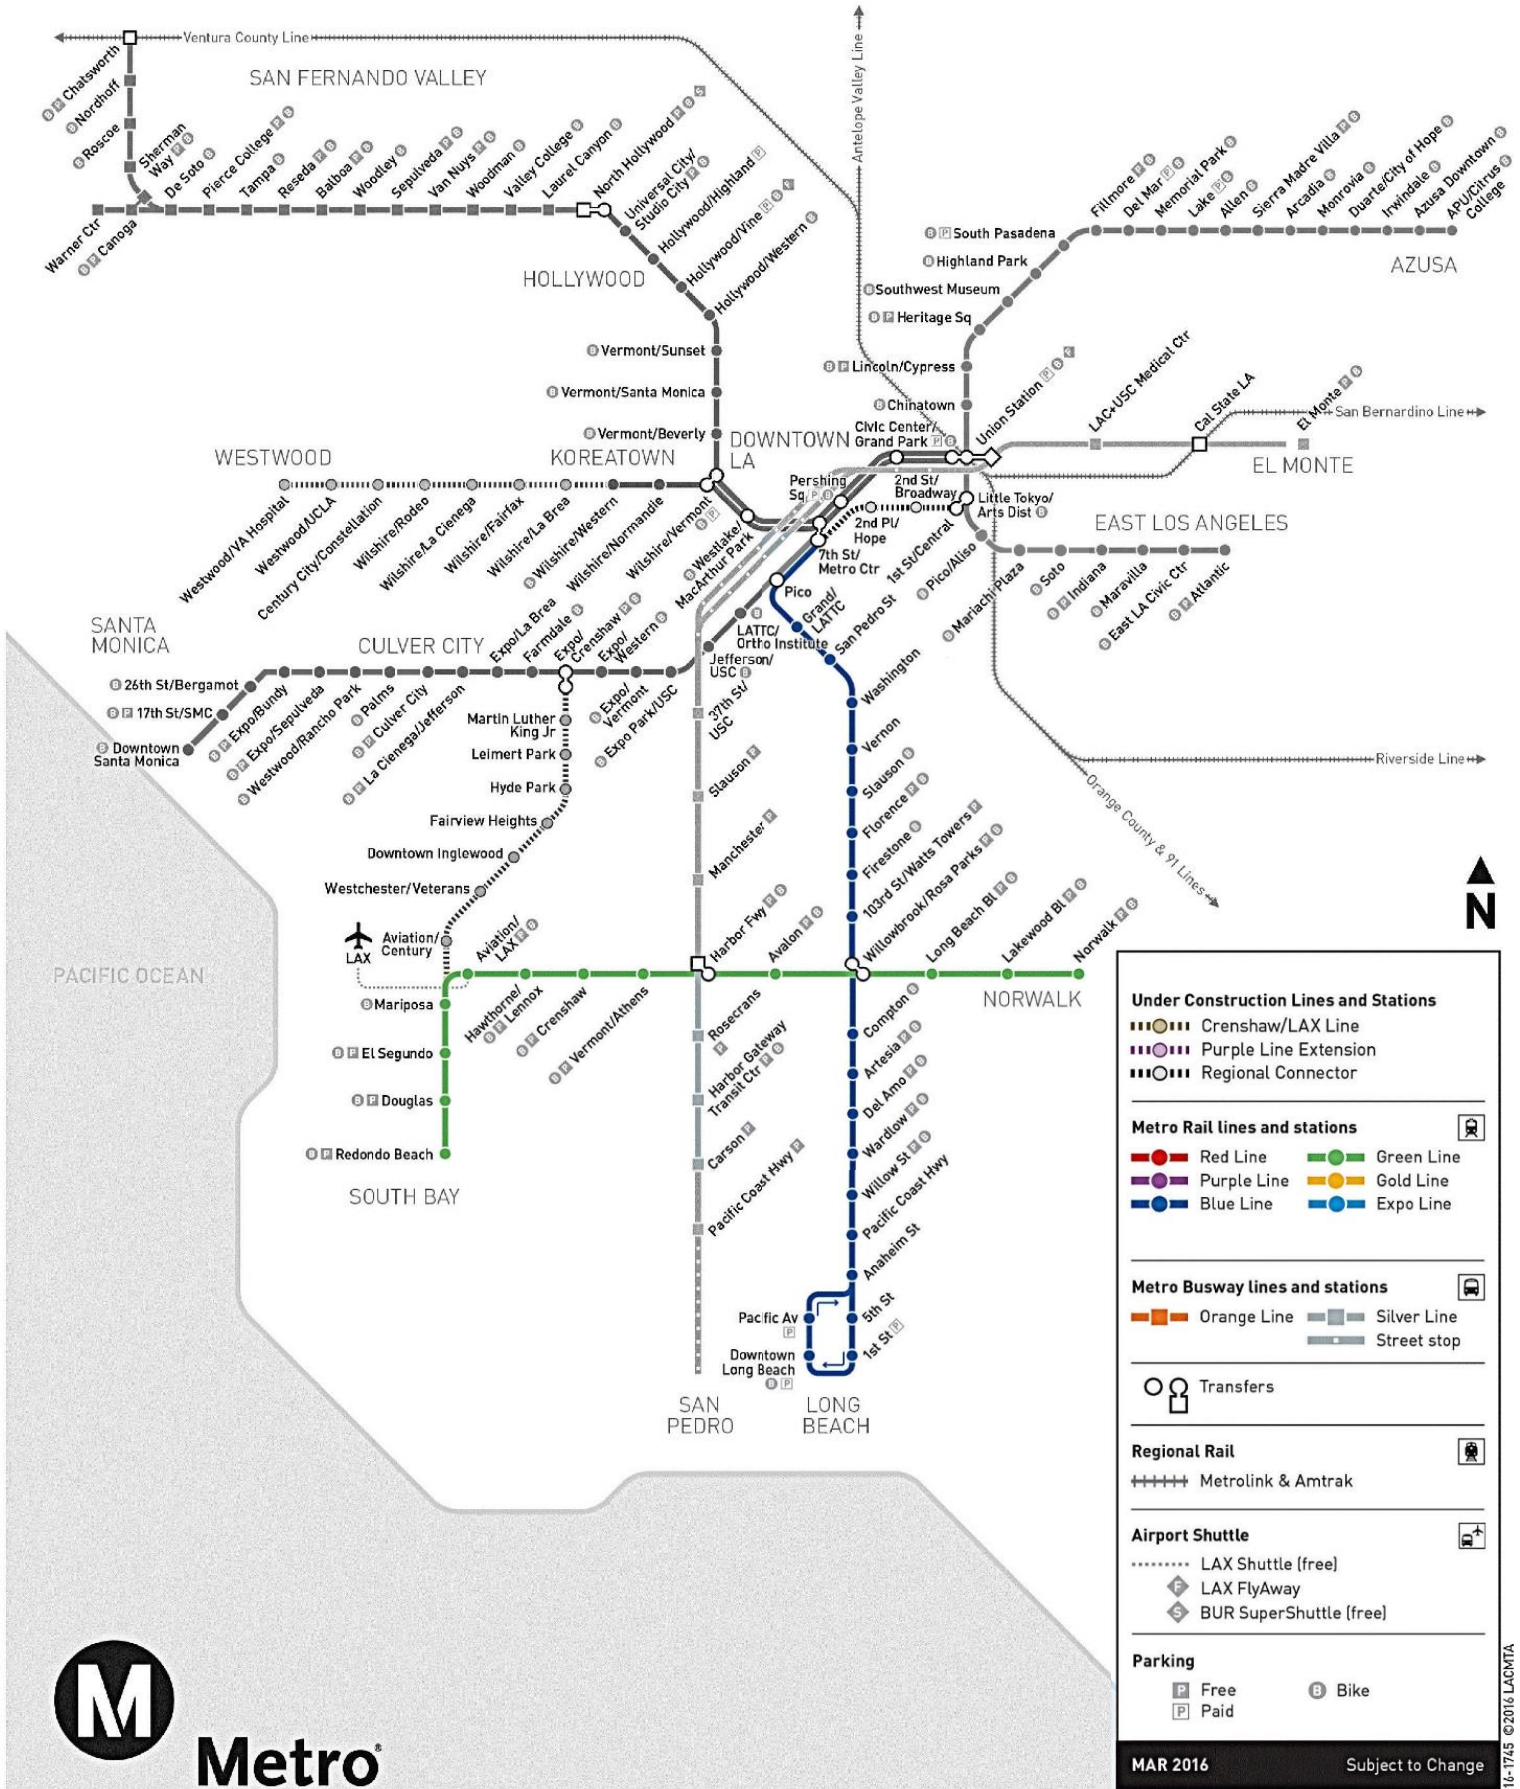 Ventura County Line
Antelope Valley Line
SAN FERNANDO VALLEY
B P Chatsworth
B Nordhoff
B Roscoe
Sherman
Way P B
De Soto B
Pierce College P B
Tampa B
Reseda P B
Balboa P B
Woodley B
Sepulveda P B
Van Nuys P B
Woodman B
Valley College B
Laurel Canyon B
North Hollywood P B S
Warner Ctr
B P Canoga
Universal City/
Studio City P B
Hollywood/Highland P
Hollywood/Vine P B
Hollywood/Western B
HOLLYWOOD
B Vermont/Sunset
B Vermont/Santa Monica
B Vermont/Beverly
Fillmore P B
Del Mar P B
Memorial Park B
Lake P B
Allen B
Sierra Madre Villa P B
Arcadia B
Monrovia B
Duarte/City of Hope B
Irwindale B
Azusa Downtown B
APU/Citrus B
College
AZUSA
B P South Pasadena
B Highland Park
B Southwest Museum
B P Heritage Sq
B P Lincoln/Cypress
B Chinatown
Union Station P B F
LAC+USC Medical Ctr
Cal State LA
El Monte P B
San Bernardino Line
EL MONTE
DOWNTOWN
LA
Civic Center/
Grand Park P B
Pershing
Sq P B
2nd St/
Broadway
Little Tokyo/
Arts Dist B
2nd Pl/
Hope
7th St/
Metro Ctr
1st St/Central
B Pico/Aliso
B Mariachi Plaza
B Soto
B P Indiana
B Maravilla
B East LA Civic Ctr
B P Atlantic
EAST LOS ANGELES
WESTWOOD
KOREATOWN
Westwood/VA Hospital
Westwood/UCLA
Century City/Constellation
Wilshire/Rodeo
Wilshire/La Cienega
Wilshire/Fairfax
Wilshire/La Brea
B Wilshire/Western
Wilshire/Normandie
Wilshire/Vermont
B P
B Westlake/
MacArthur Park
Pico
Grand/
LATTC
San Pedro St
Washington
Vernon
Slauson B
Florence P B
Firestone B
103rd St/Watts Towers P
Willowbrook/Rosa Parks P B
SANTA
MONICA
CULVER CITY
B 26th St/Bergamot
B P 17th St/SMC
B Downtown
Santa Monica
B P Expo/Bundy
B P Expo/Sepulveda
B Westwood/Rancho Park
B Palms
B P Culver City
B P La Cienega/Jefferson
Expo/La Brea
Farmdale B
Expo/
Crenshaw P B
Expo/
Western B
B Expo/
Vermont
B Expo Park/USC
Jefferson/
USC B
B
LATTC/
Ortho Institute
37th St/
USC
Slauson P
Manchester P
Harbor Fwy P B
Avalon P B
Long Beach Bl P B
Lakewood Bl P B
Norwalk P B
NORWALK
Riverside Line
Orange County & 91 Lines
Martin Luther
King Jr
Leimert Park
Hyde Park
Fairview Heights
Downtown Inglewood
Westchester/Veterans
Aviation/
Century
LAX
Aviation/
LAX P B
Hawthorne/
B P Lennox
B P Crenshaw
B P Vermont/Athens
B Mariposa
B P El Segundo
B P Douglas
B P Redondo Beach
SOUTH BAY
PACIFIC OCEAN
Rosecrans
P
Harbor Gateway
Transit Ctr P B
Carson P
Pacific Coast Hwy P
Compton B
Artesia P B
Del Amo P B
Wardlow P B
Willow St P B
Pacific Coast Hwy
Anaheim St
5th St
1st St P
Pacific Av
P
Downtown
Long Beach
B P
SAN
PEDRO
LONG
BEACH
N
Under Construction Lines and Stations
Crenshaw/LAX Line
Purple Line Extension
Regional Connector
Metro Rail lines and stations
Red Line
Green Line
Purple Line
Gold Line
Blue Line
Expo Line
Metro Busway lines and stations
Orange Line
Silver Line
Street stop
Transfers
Regional Rail
Metrolink & Amtrak
Airport Shuttle
LAX Shuttle (free)
F LAX FlyAway
S BUR SuperShuttle (free)
Parking
P Free
B Bike
P Paid
MAR 2016
Subject to Change
16-1745 ©2016 LACMTA
M
Metro®